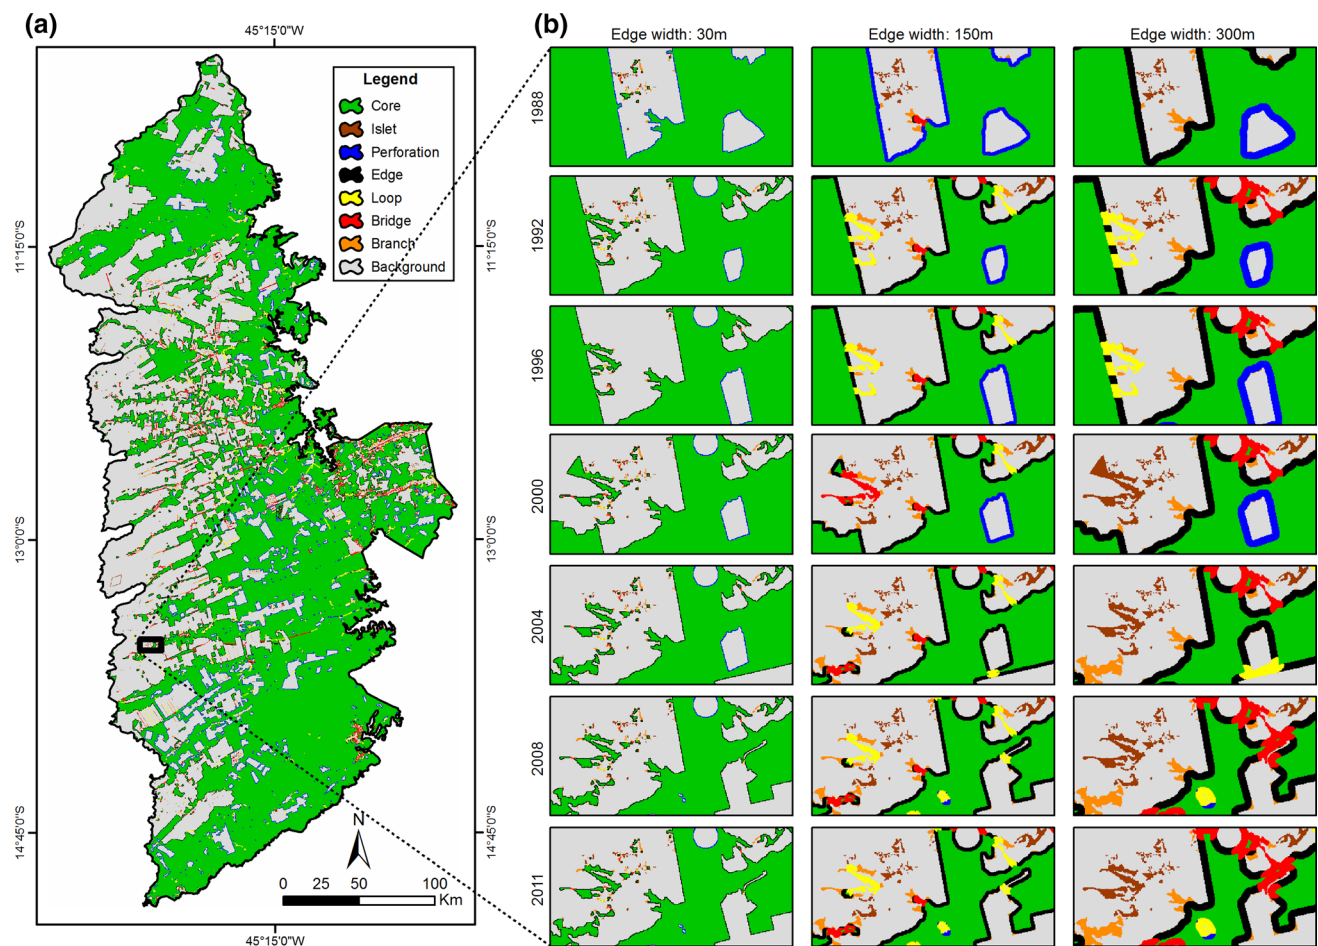 (a)
45°15'0"W
(b)
Edge width: 30m
Edge width: 150m
Edge width: 300m
Legend
Core
Islet
Perforation
Edge
Loop
Bridge
Branch
Background
11°15'0"S
11°15'0"S
13°0'0"S
13°0'0"S
14°45'0"S
14°45'0"S
N
0 25 50 100
Km
45°15'0"W
1988
1992
1996
2000
2004
2008
2011